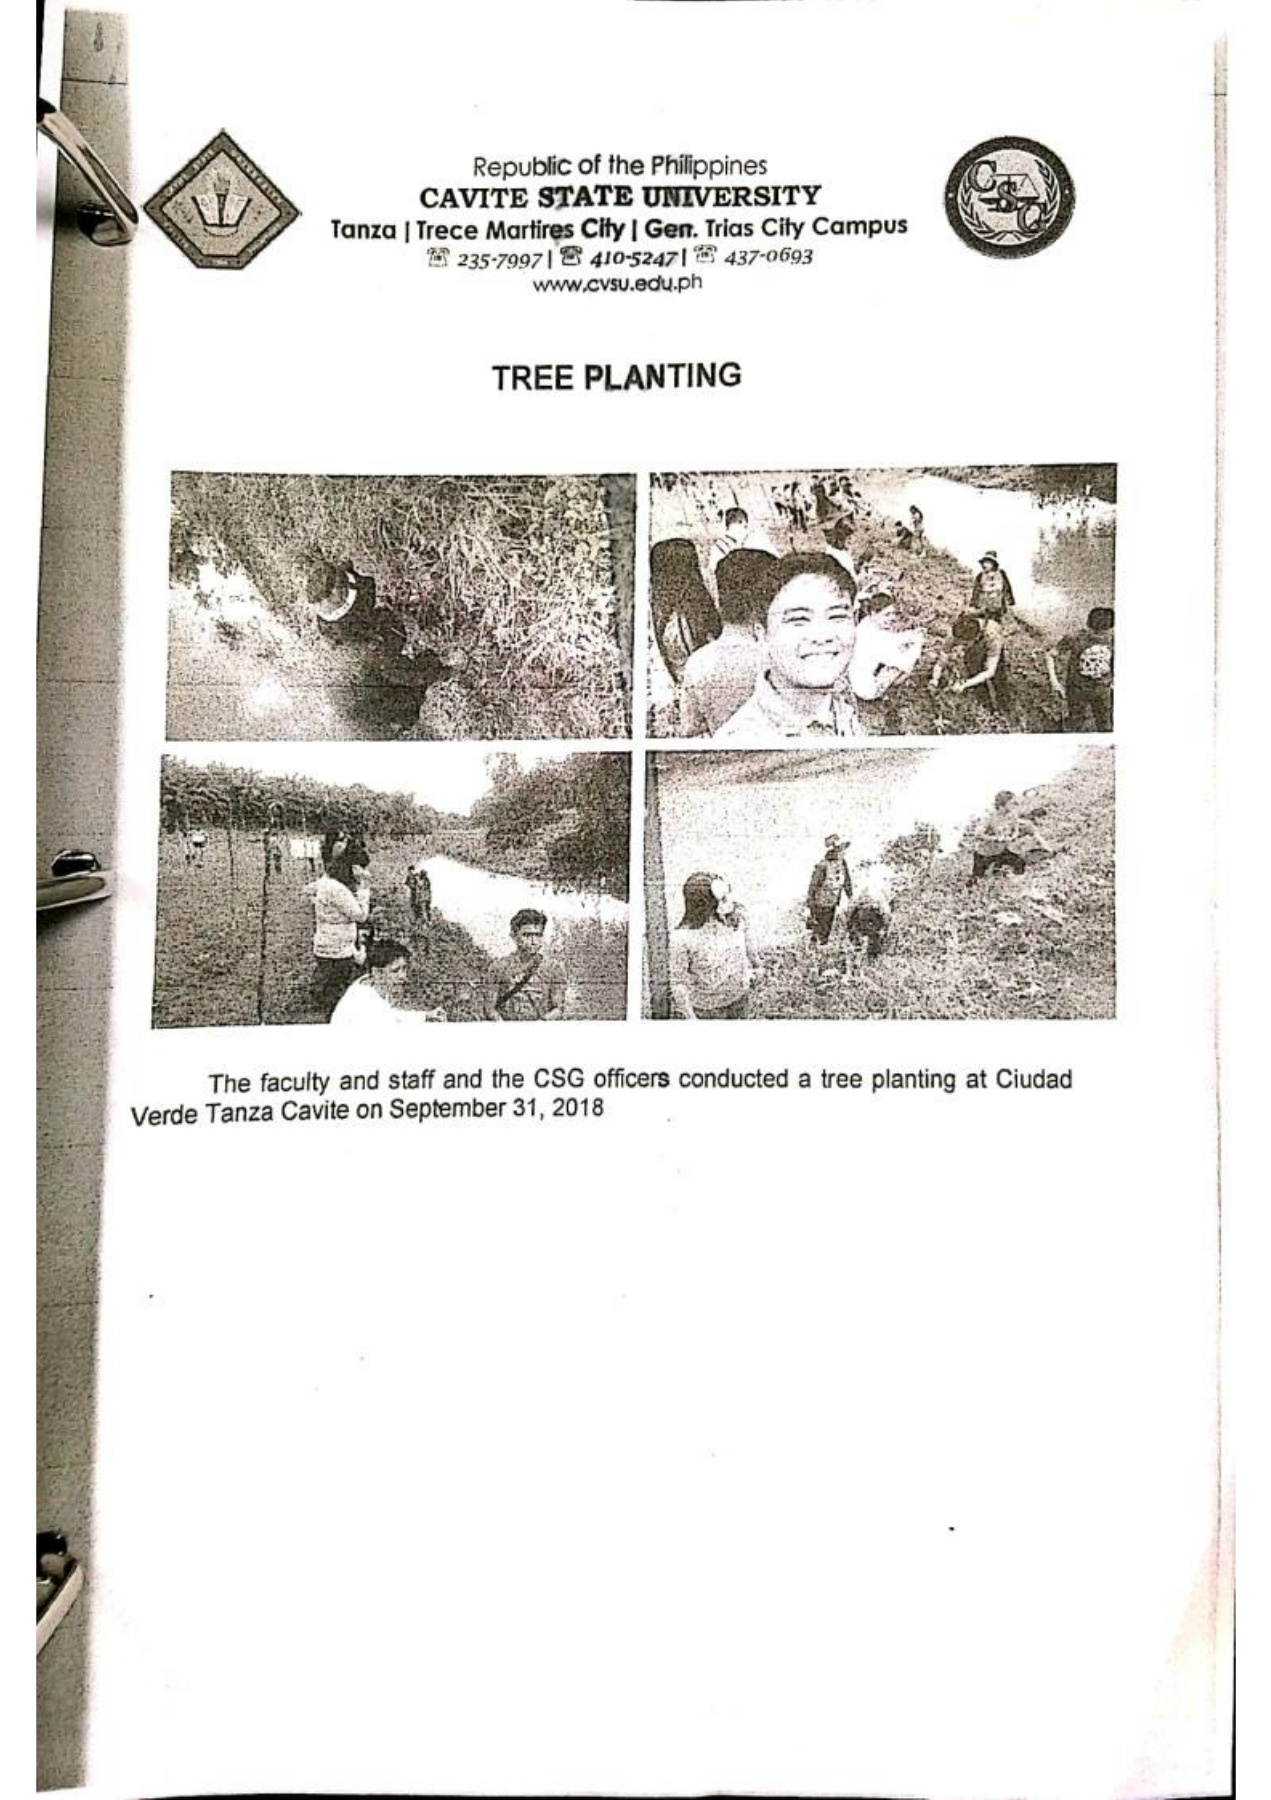 Republic of the Philippines
CAVITE STATE UNIVERSITY
Tanza | Trece Martires City | Gen. Trias City Campus
☏ 235-7997 | ☏ 410-5247 | ☏ 437-0693
www.cvsu.edu.ph
CSG
TREE PLANTING
The faculty and staff and the CSG officers conducted a tree planting at Ciudad
Verde Tanza Cavite on September 31, 2018